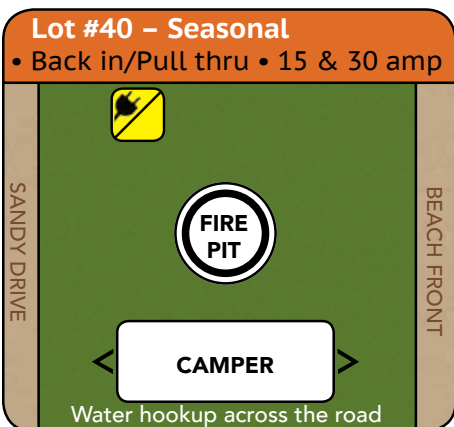 Lot #40 – Seasonal
• Back in/Pull thru • 15 & 30 amp
SANDY DRIVE
FIRE
PIT
BEACH FRONT
< CAMPER >
Water hookup across the road